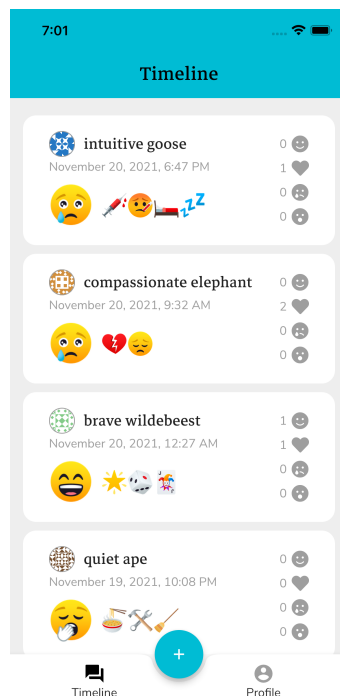 7:01
Timeline
intuitive goose
November 20, 2021, 6:47 PM
0
1
0
0
compassionate elephant
November 20, 2021, 9:32 AM
0
2
0
0
brave wildebeest
November 20, 2021, 12:27 AM
1
1
0
0
quiet ape
November 19, 2021, 10:08 PM
0
0
0
0
+
Timeline
Profile